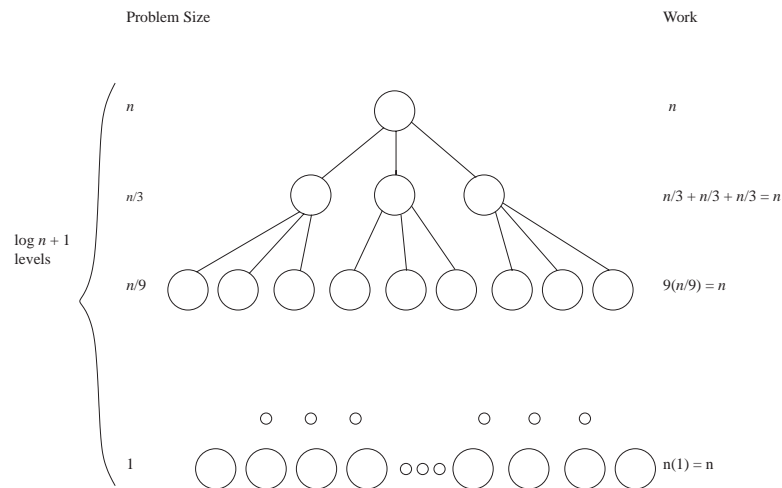 Problem Size
Work
n
n
n/3
n/3 + n/3 + n/3 = n
log n + 1
levels
n/9
9(n/9) = n
1
n(1) = n